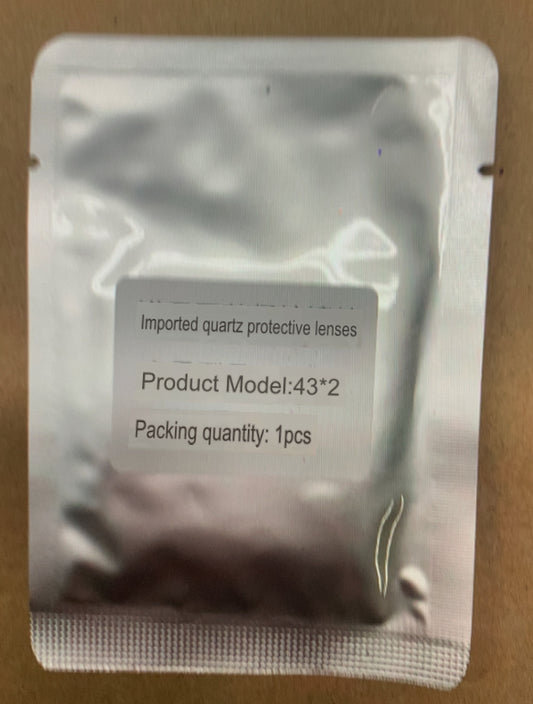 Imported quartz protective lenses
Product Model:43*2
Packing quantity: 1pcs